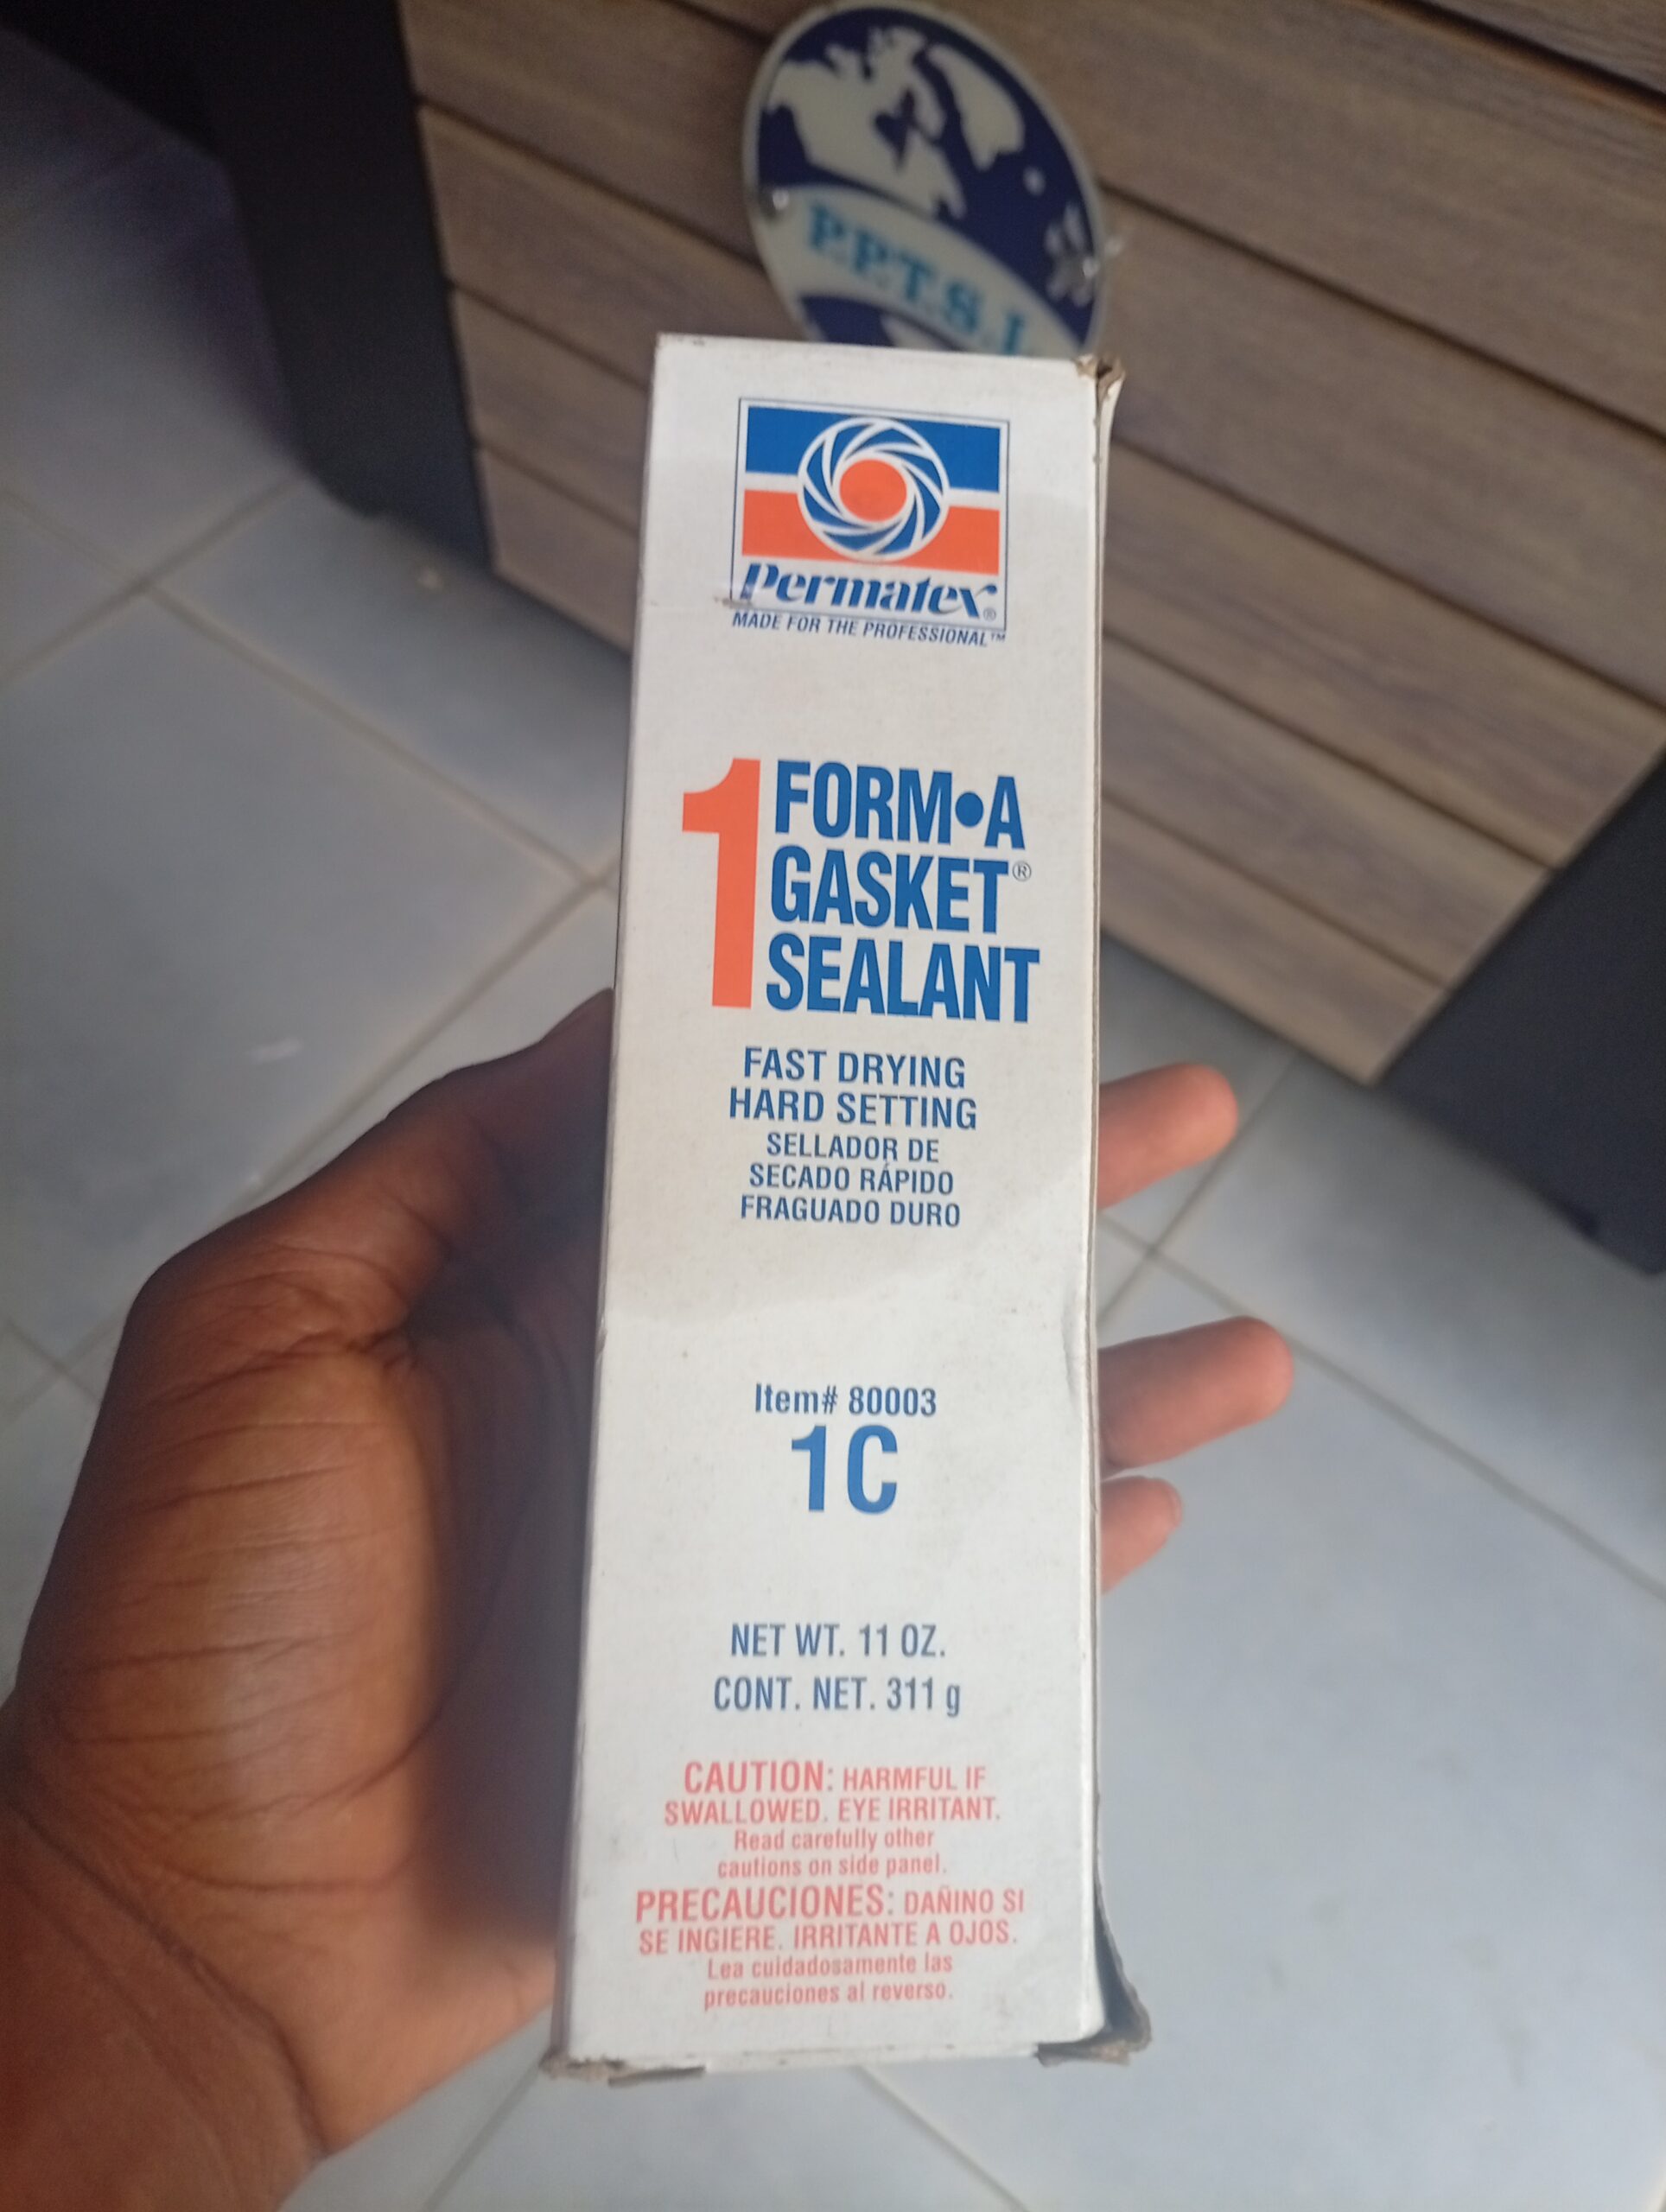 P.P.T.S.L
Permatex®
MADE FOR THE PROFESSIONAL™
1 FORM•A
GASKET®
SEALANT
FAST DRYING
HARD SETTING
SELLADOR DE
SECADO RÁPIDO
FRAGUADO DURO
Item# 80003
1C
NET WT. 11 OZ.
CONT. NET. 311 g
CAUTION: HARMFUL IF
SWALLOWED. EYE IRRITANT.
Read carefully other
cautions on side panel.
PRECAUCIONES: DAÑINO SI
SE INGIERE. IRRITANTE A OJOS.
Lea cuidadosamente las
precauciones al reverso.